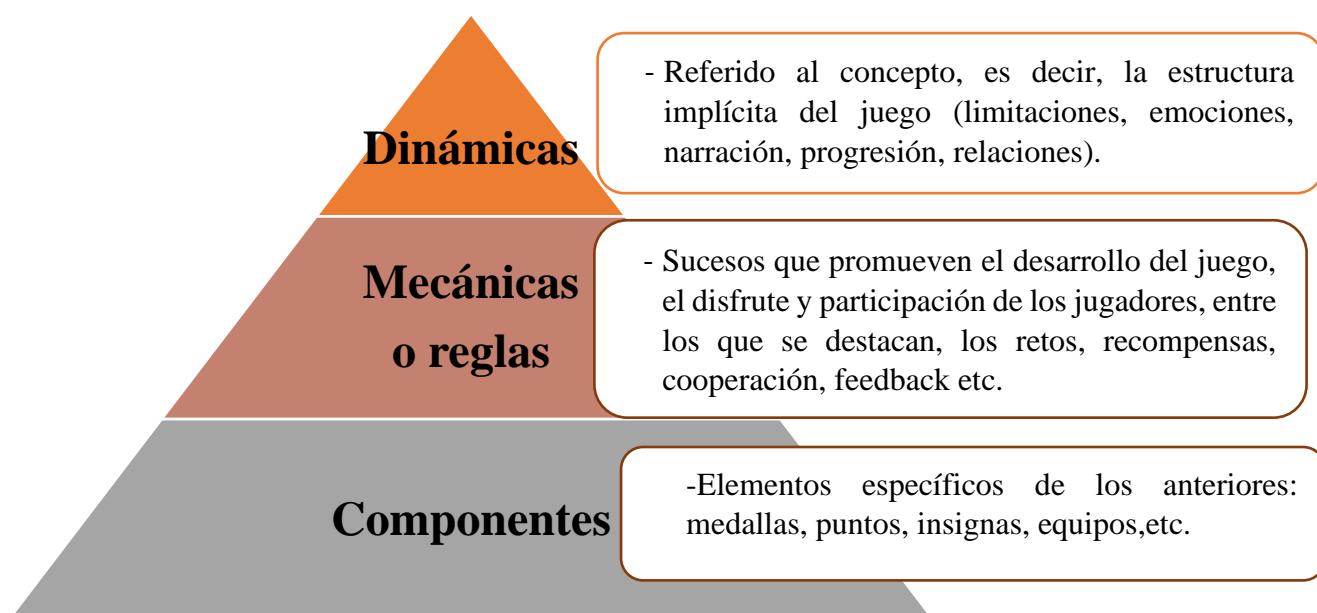 Dinámicas
- Referido al concepto, es decir, la estructura
implícita del juego (limitaciones, emociones,
narración, progresión, relaciones).
Mecánicas
o reglas
- Sucesos que promueven el desarrollo del juego,
el disfrute y participación de los jugadores, entre
los que se destacan, los retos, recompensas,
cooperación, feedback etc.
Componentes
-Elementos específicos de los anteriores:
medallas, puntos, insignas, equipos,etc.